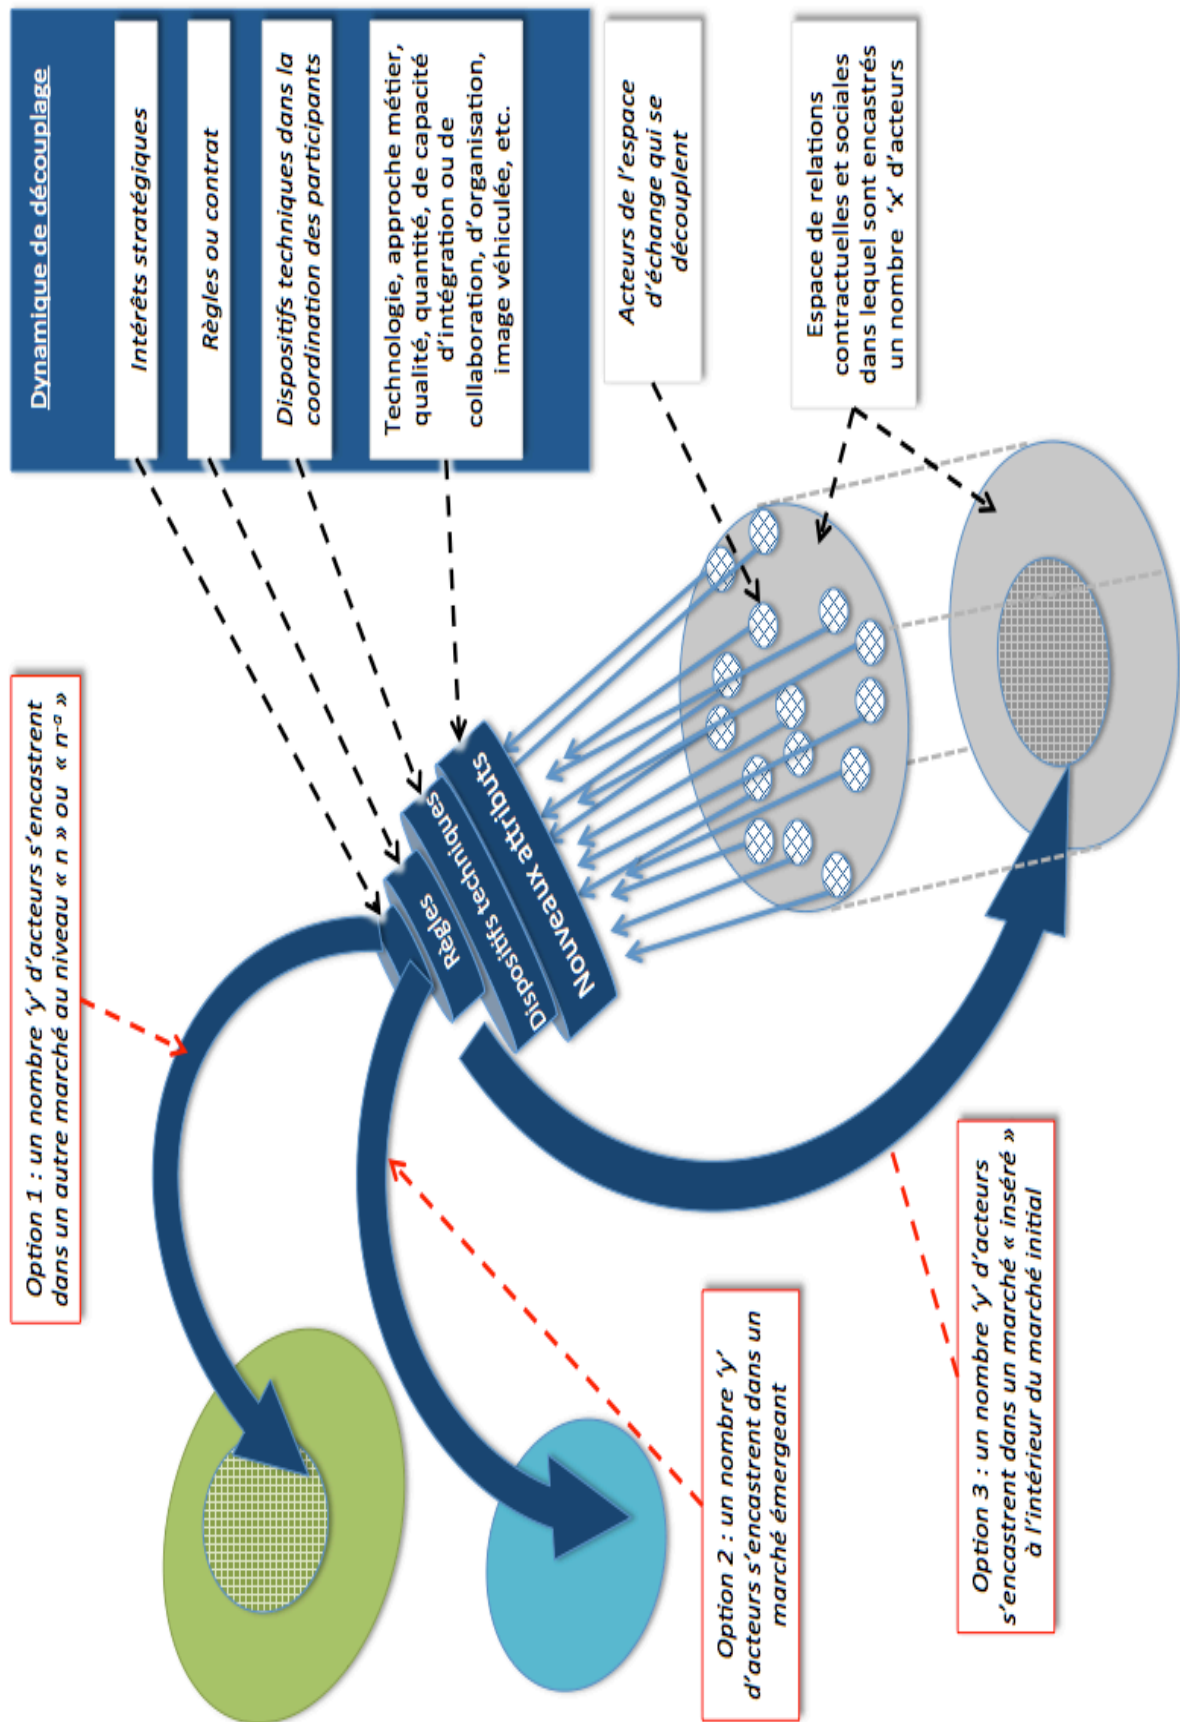 Dynamique de découplage
Intérêts stratégiques
Règles ou contrat
Dispositifs techniques dans la
coordination des participants
Technologie, approche métier,
qualité, quantité, de capacité
d'intégration ou de
collaboration, d'organisation,
image véhiculée, etc.
Acteurs de l'espace
d'échange qui se
découplent
Espace de relations
contractuelles et sociales
dans lequel sont encastrés
un nombre 'x' d'acteurs
Règles
Dispositifs techniques
Nouveaux attributs
Option 1 : un nombre 'y' d'acteurs s'encastrent
dans un autre marché au niveau « n » ou « n⁻ᵅ »
Option 2 : un nombre 'y'
d'acteurs s'encastrent dans un
marché émergeant
Option 3 : un nombre 'y' d'acteurs
s'encastrent dans un marché « inséré »
à l'intérieur du marché initial